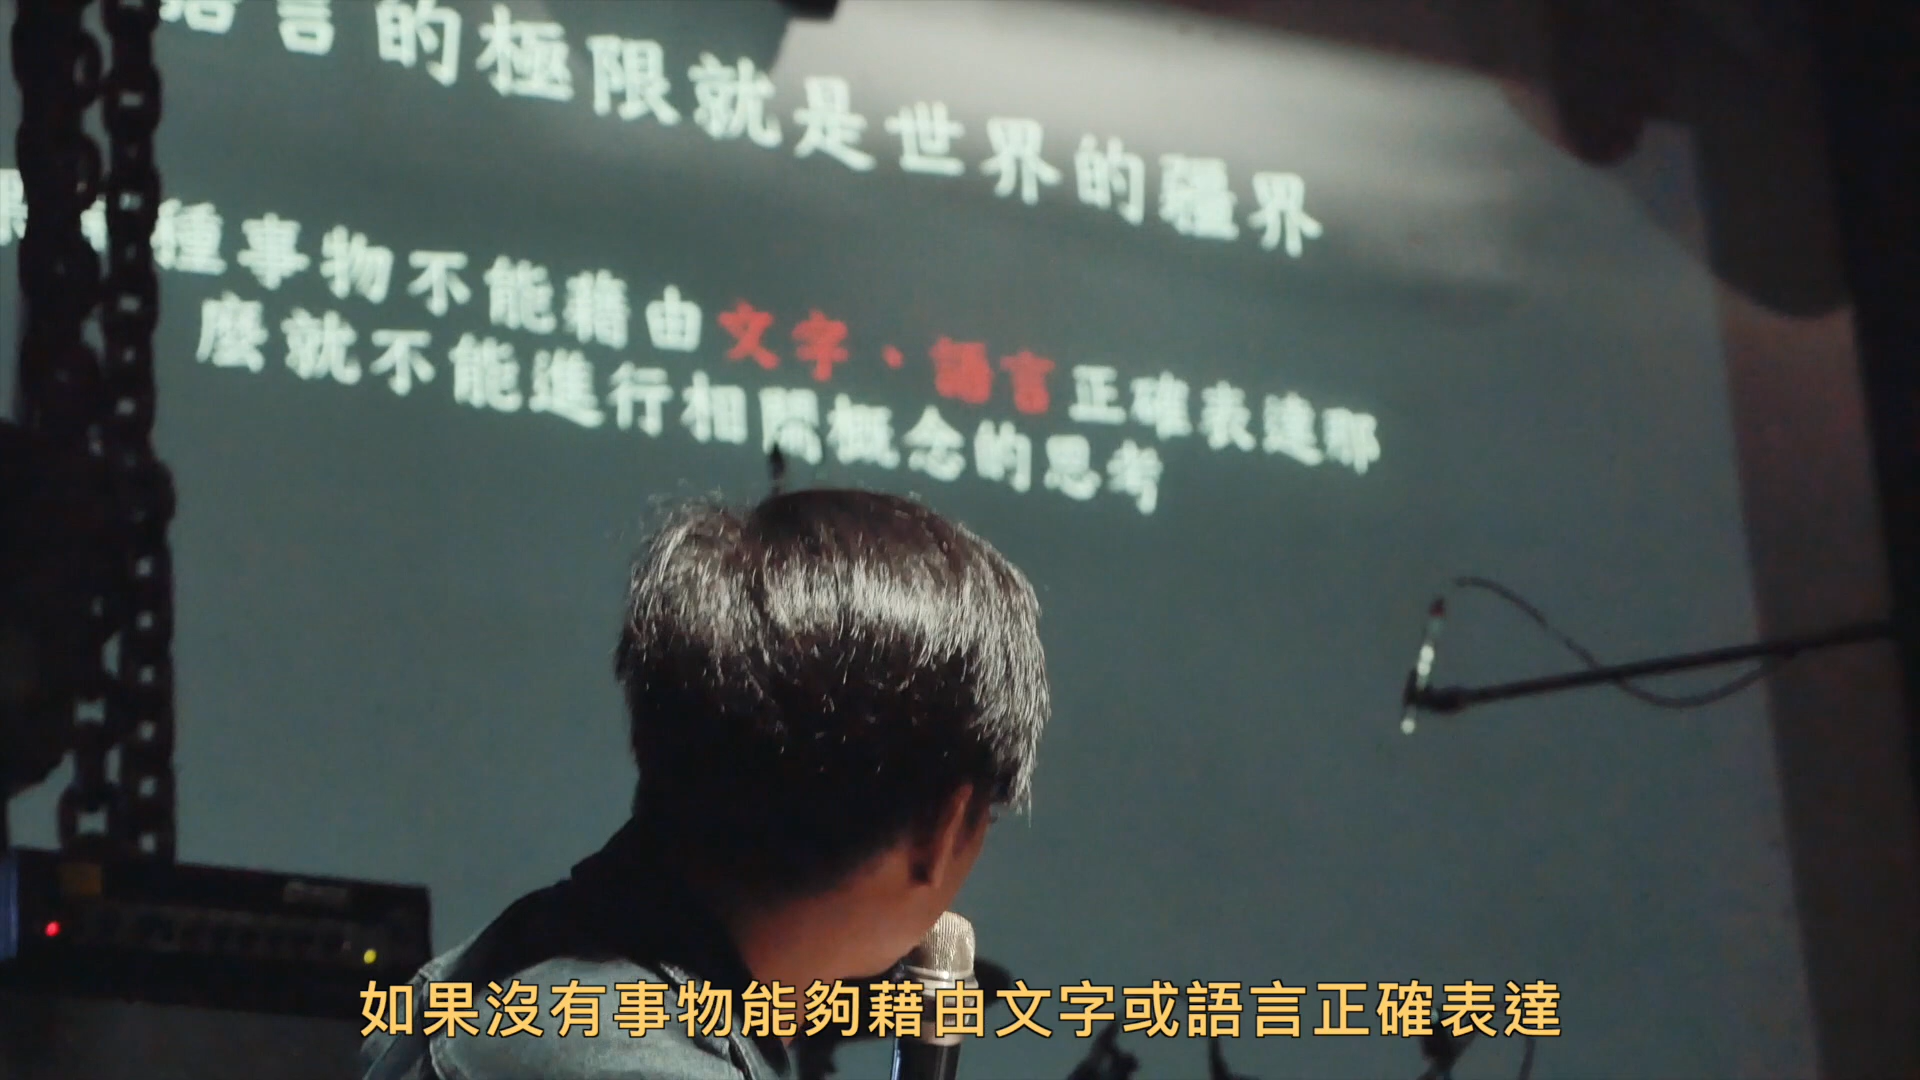 語言的極限就是世界的疆界
種事物不能藉由文字、語言正確表達那
麼就不能進行相關概念的思考
如果沒有事物能夠藉由文字或語言正確表達